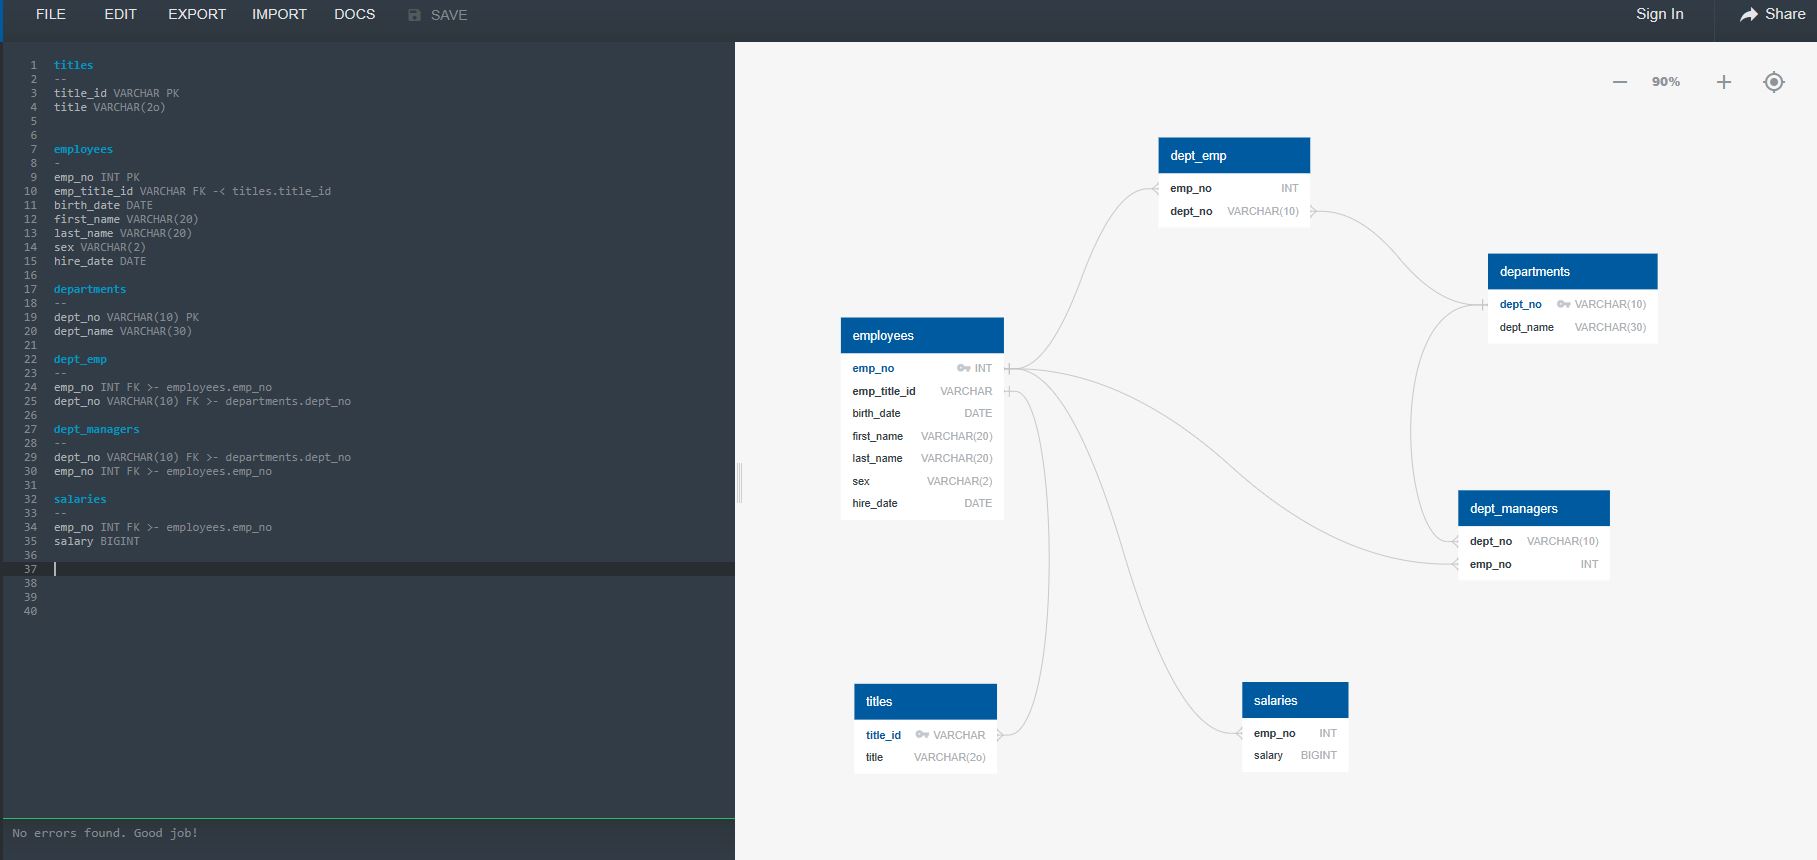 FILE EDIT EXPORT IMPORT DOCS SAVE Sign In Share
1 titles
2 --
3 title_id VARCHAR PK
4 title VARCHAR(2o)
5
6
7 employees
8 -
9 emp_no INT PK
10 emp_title_id VARCHAR FK -< titles.title_id
11 birth_date DATE
12 first_name VARCHAR(20)
13 last_name VARCHAR(20)
14 sex VARCHAR(2)
15 hire_date DATE
16
17 departments
18 --
19 dept_no VARCHAR(10) PK
20 dept_name VARCHAR(30)
21
22 dept_emp
23 --
24 emp_no INT FK >- employees.emp_no
25 dept_no VARCHAR(10) FK >- departments.dept_no
26
27 dept_managers
28 --
29 dept_no VARCHAR(10) FK >- departments.dept_no
30 emp_no INT FK >- employees.emp_no
31
32 salaries
33 --
34 emp_no INT FK >- employees.emp_no
35 salary BIGINT
36
37
38
39
40
No errors found. Good job!
90%
dept_emp
emp_no INT
dept_no VARCHAR(10)
departments
dept_no VARCHAR(10)
dept_name VARCHAR(30)
employees
emp_no INT
emp_title_id VARCHAR
birth_date DATE
first_name VARCHAR(20)
last_name VARCHAR(20)
sex VARCHAR(2)
hire_date DATE
dept_managers
dept_no VARCHAR(10)
emp_no INT
titles
title_id VARCHAR
title VARCHAR(2o)
salaries
emp_no INT
salary BIGINT